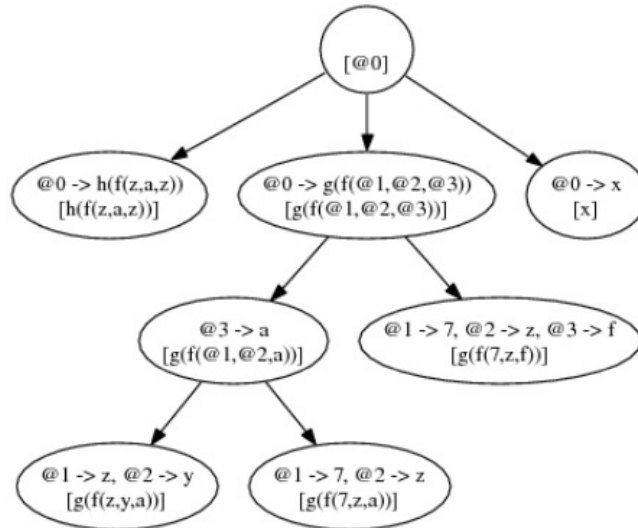 [@0]
@0 -> h(f(z,a,z))
[h(f(z,a,z))]
@0 -> g(f(@1,@2,@3))
[g(f(@1,@2,@3))]
@0 -> x
[x]
@3 -> a
[g(f(@1,@2,a))]
@1 -> 7, @2 -> z, @3 -> f
[g(f(7,z,f))]
@1 -> z, @2 -> y
[g(f(z,y,a))]
@1 -> 7, @2 -> z
[g(f(7,z,a))]